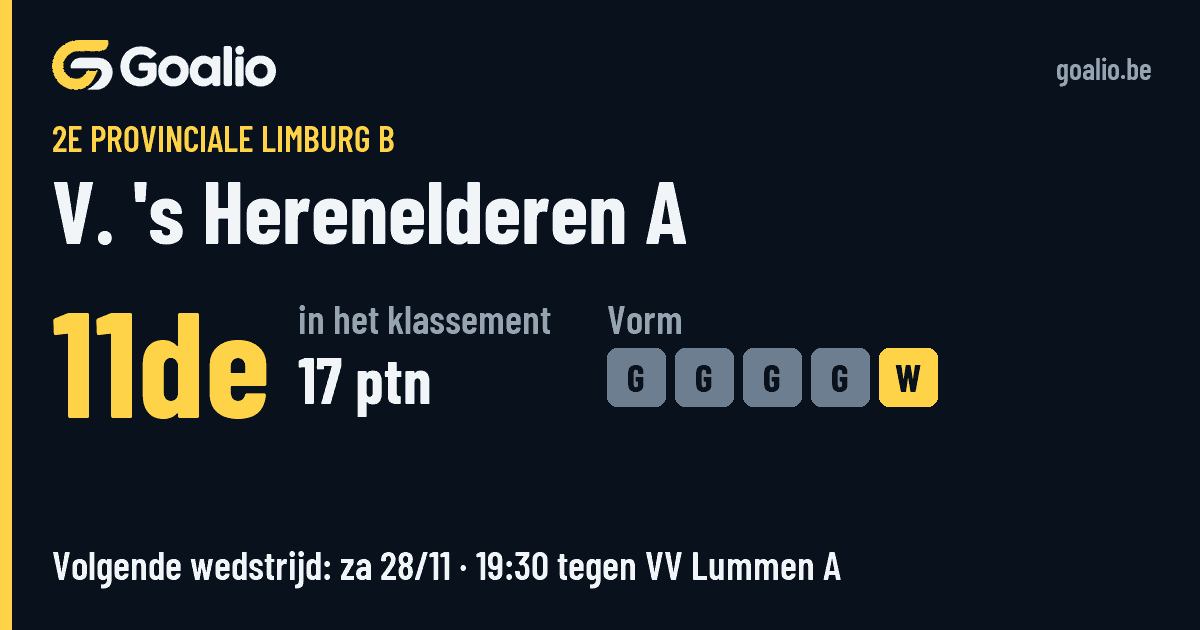 Goalio
goalio.be
2E PROVINCIALE LIMBURG B
V. 's Herenelderen A
11de
in het klassement
17 ptn
Vorm
G G G G W
Volgende wedstrijd: za 28/11 · 19:30 tegen VV Lummen A